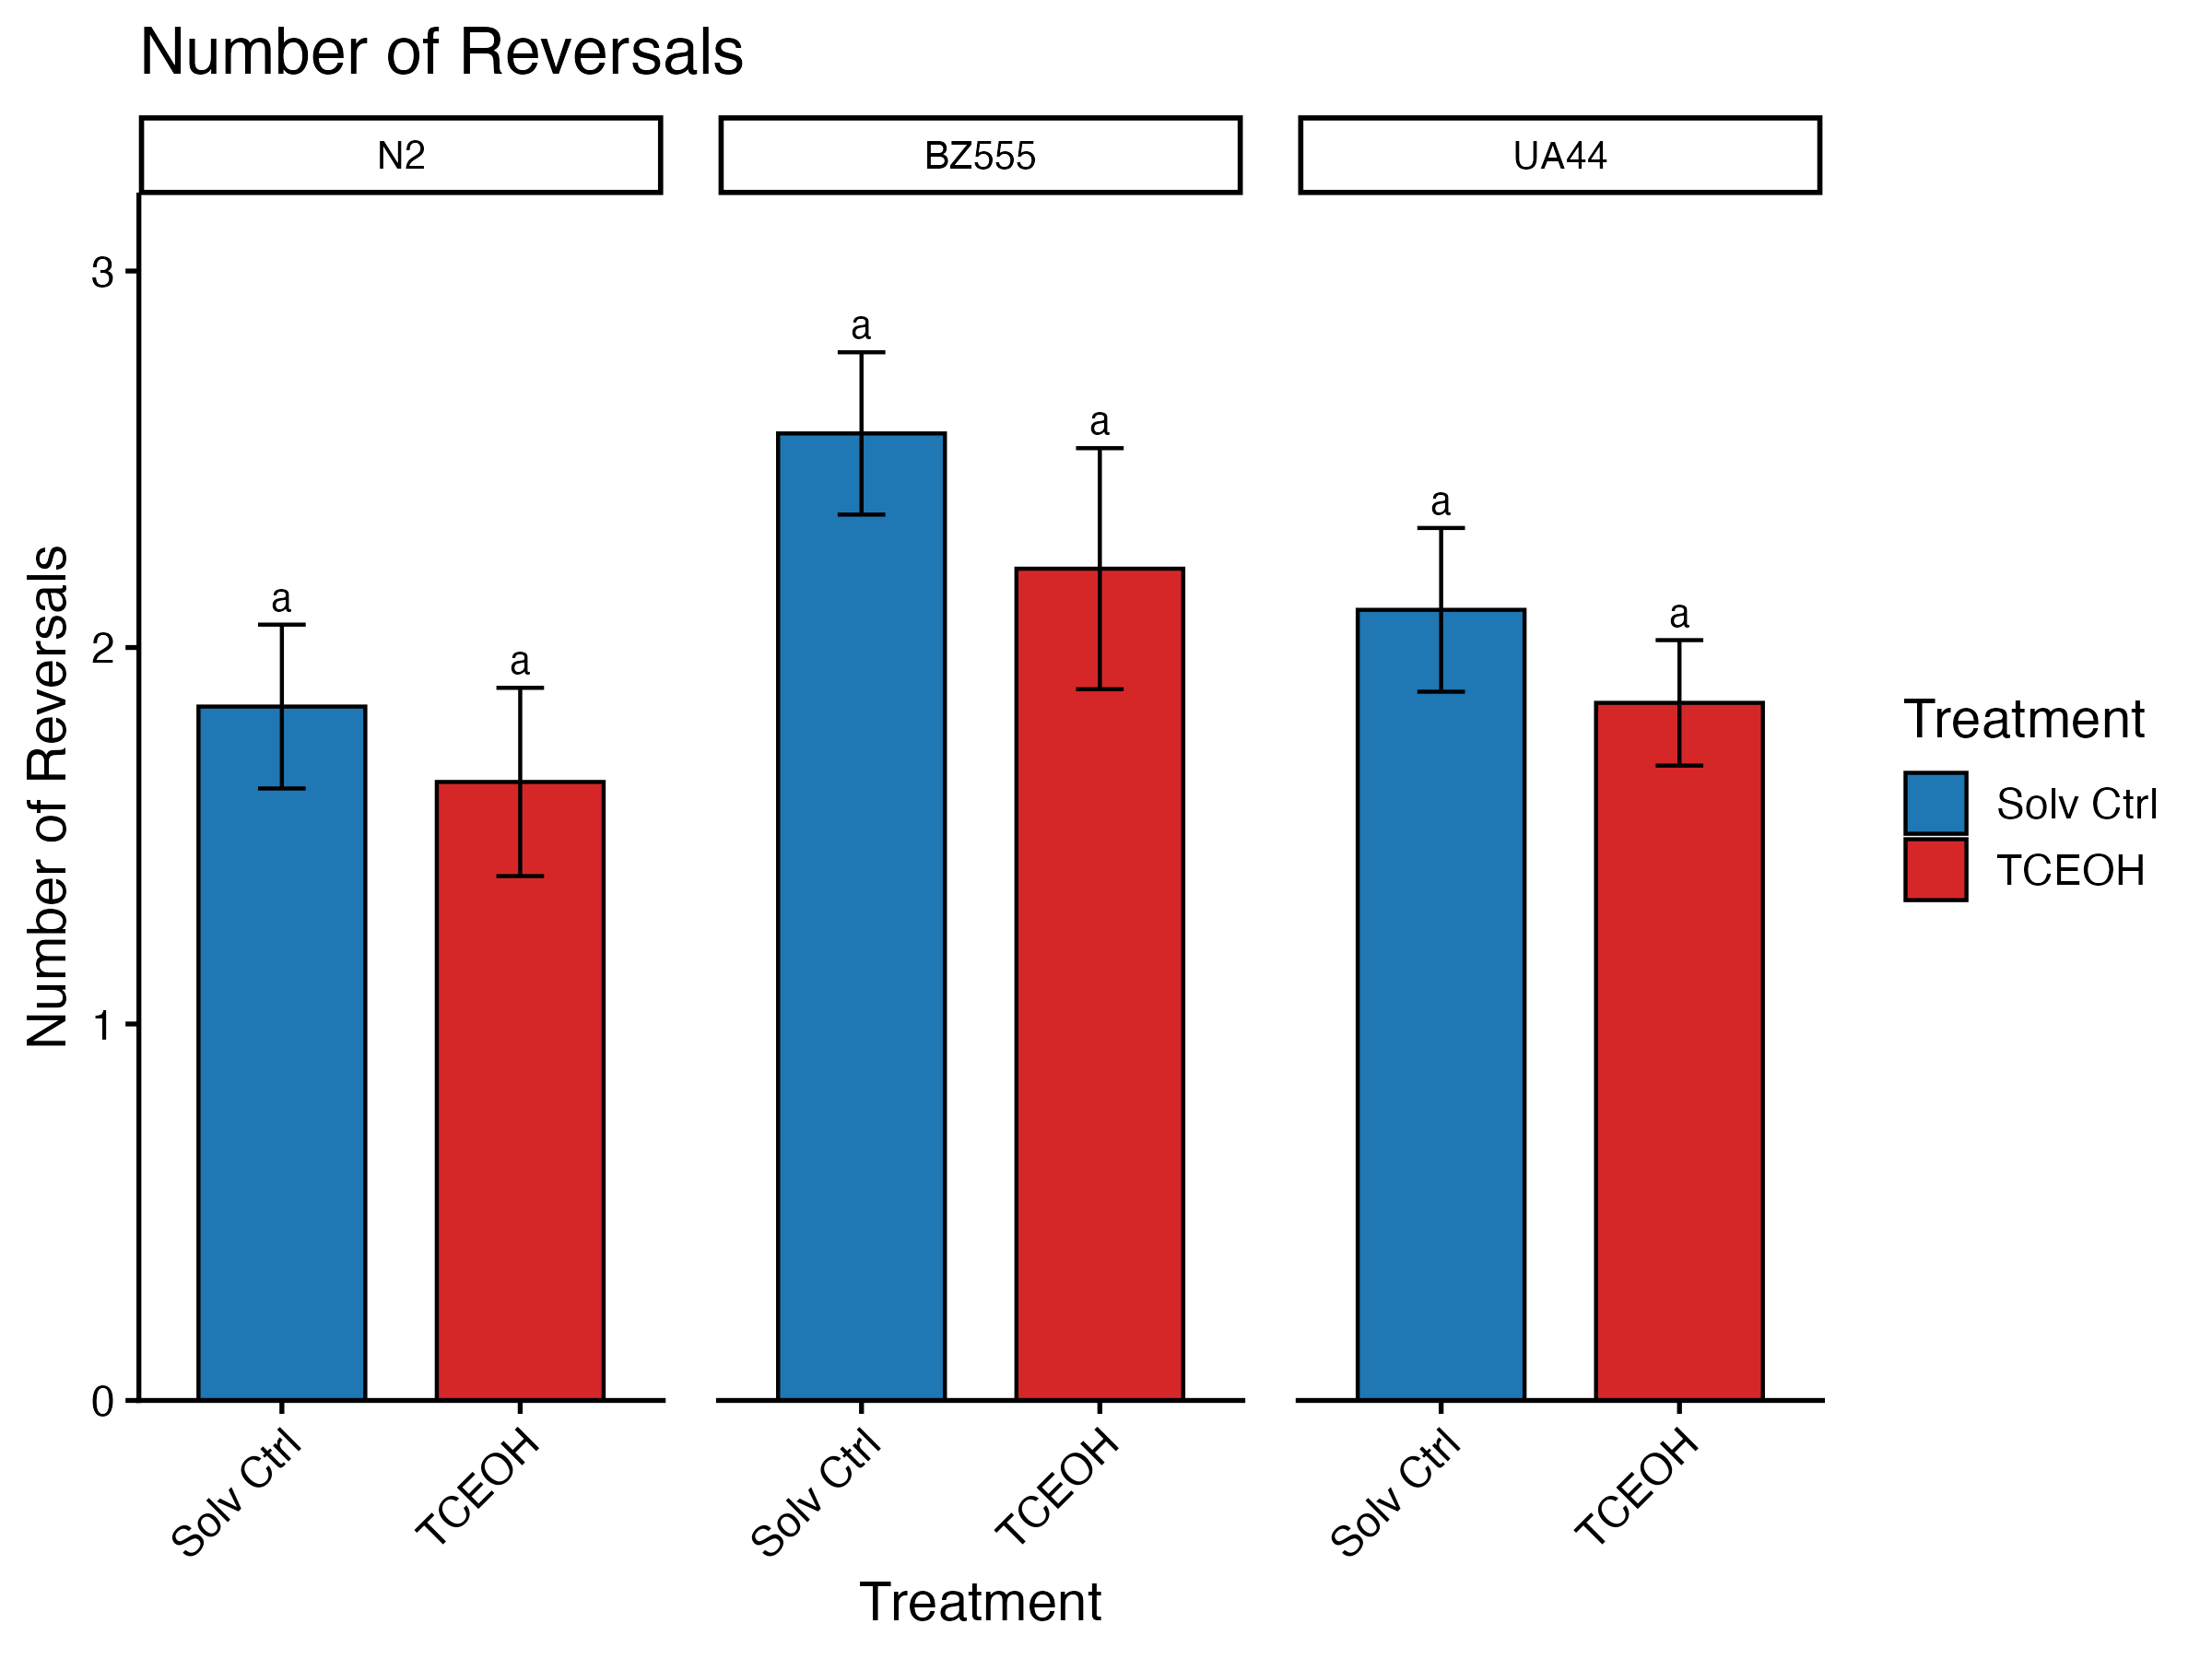 Number of Reversals
N2
BZ555
UA44
3
2
1
0
Number of Reversals
a
a
a
a
a
a
Solv Ctrl
TCEOH
Solv Ctrl
TCEOH
Solv Ctrl
TCEOH
Treatment
Treatment
Solv Ctrl
TCEOH